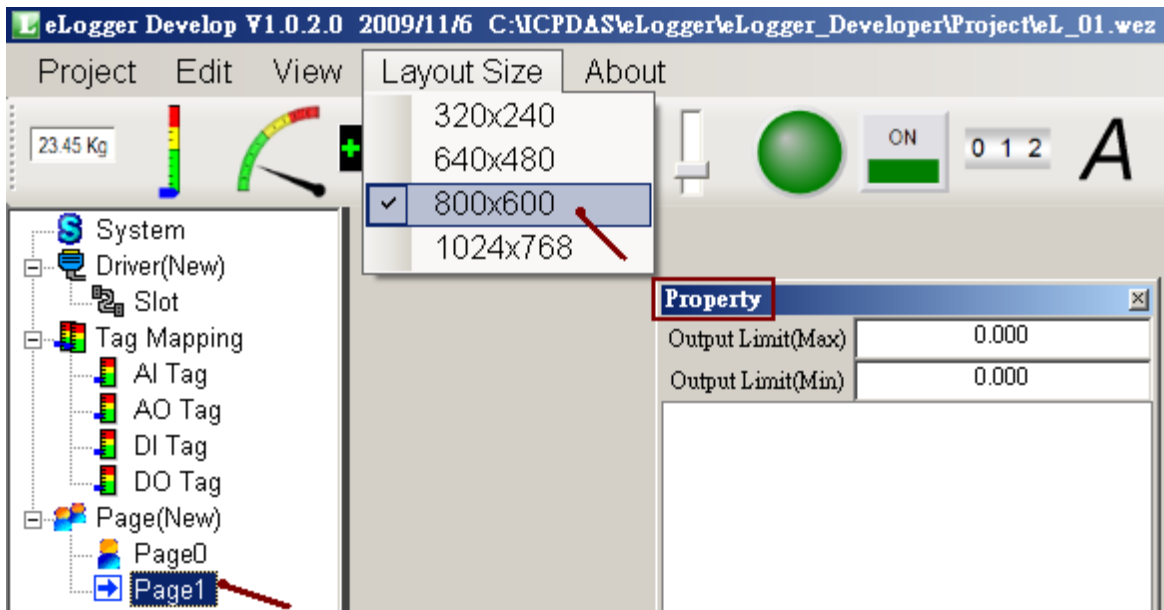 eLogger Develop V1.0.2.0 2009/11/6 C:\ICPDAS\eLogger\eLogger_Developer\Project\eL_01.wez
Project Edit View Layout Size About
320x240
640x480
800x600
1024x768
23.45 Kg
ON
0 1 2
A
System
Driver(New)
Slot
Tag Mapping
AI Tag
AO Tag
DI Tag
DO Tag
Page(New)
Page0
Page1
Property
Output Limit(Max) 0.000
Output Limit(Min) 0.000